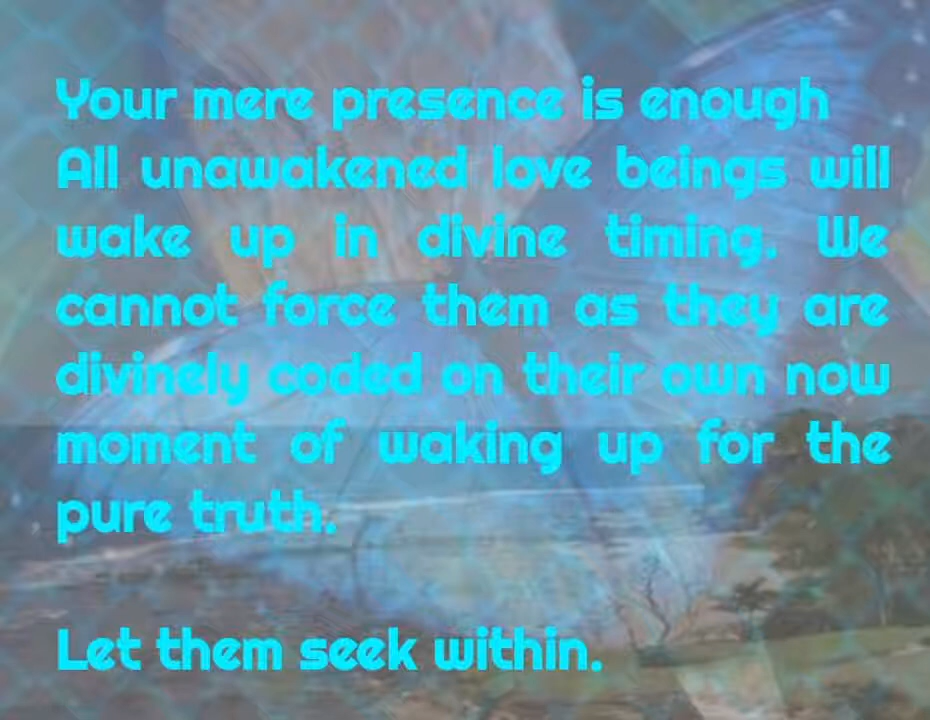 Your mere presence is enough
All unawakened love beings will
wake up in divine timing. We
cannot force them as they are
divinely coded on their own now
moment of waking up for the
pure truth.
Let them seek within.